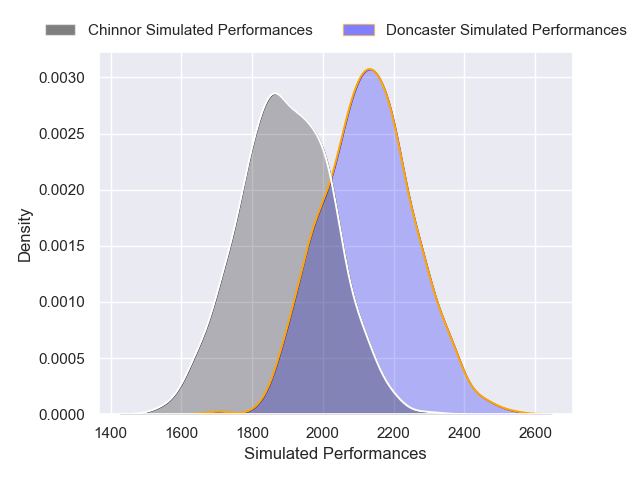 Chinnor Simulated Performances Doncaster Simulated Performances
0.0030
0.0025
0.0020
0.0015
0.0010
0.0005
0.0000
Density
1400 1600 1800 2000 2200 2400 2600
Simulated Performances